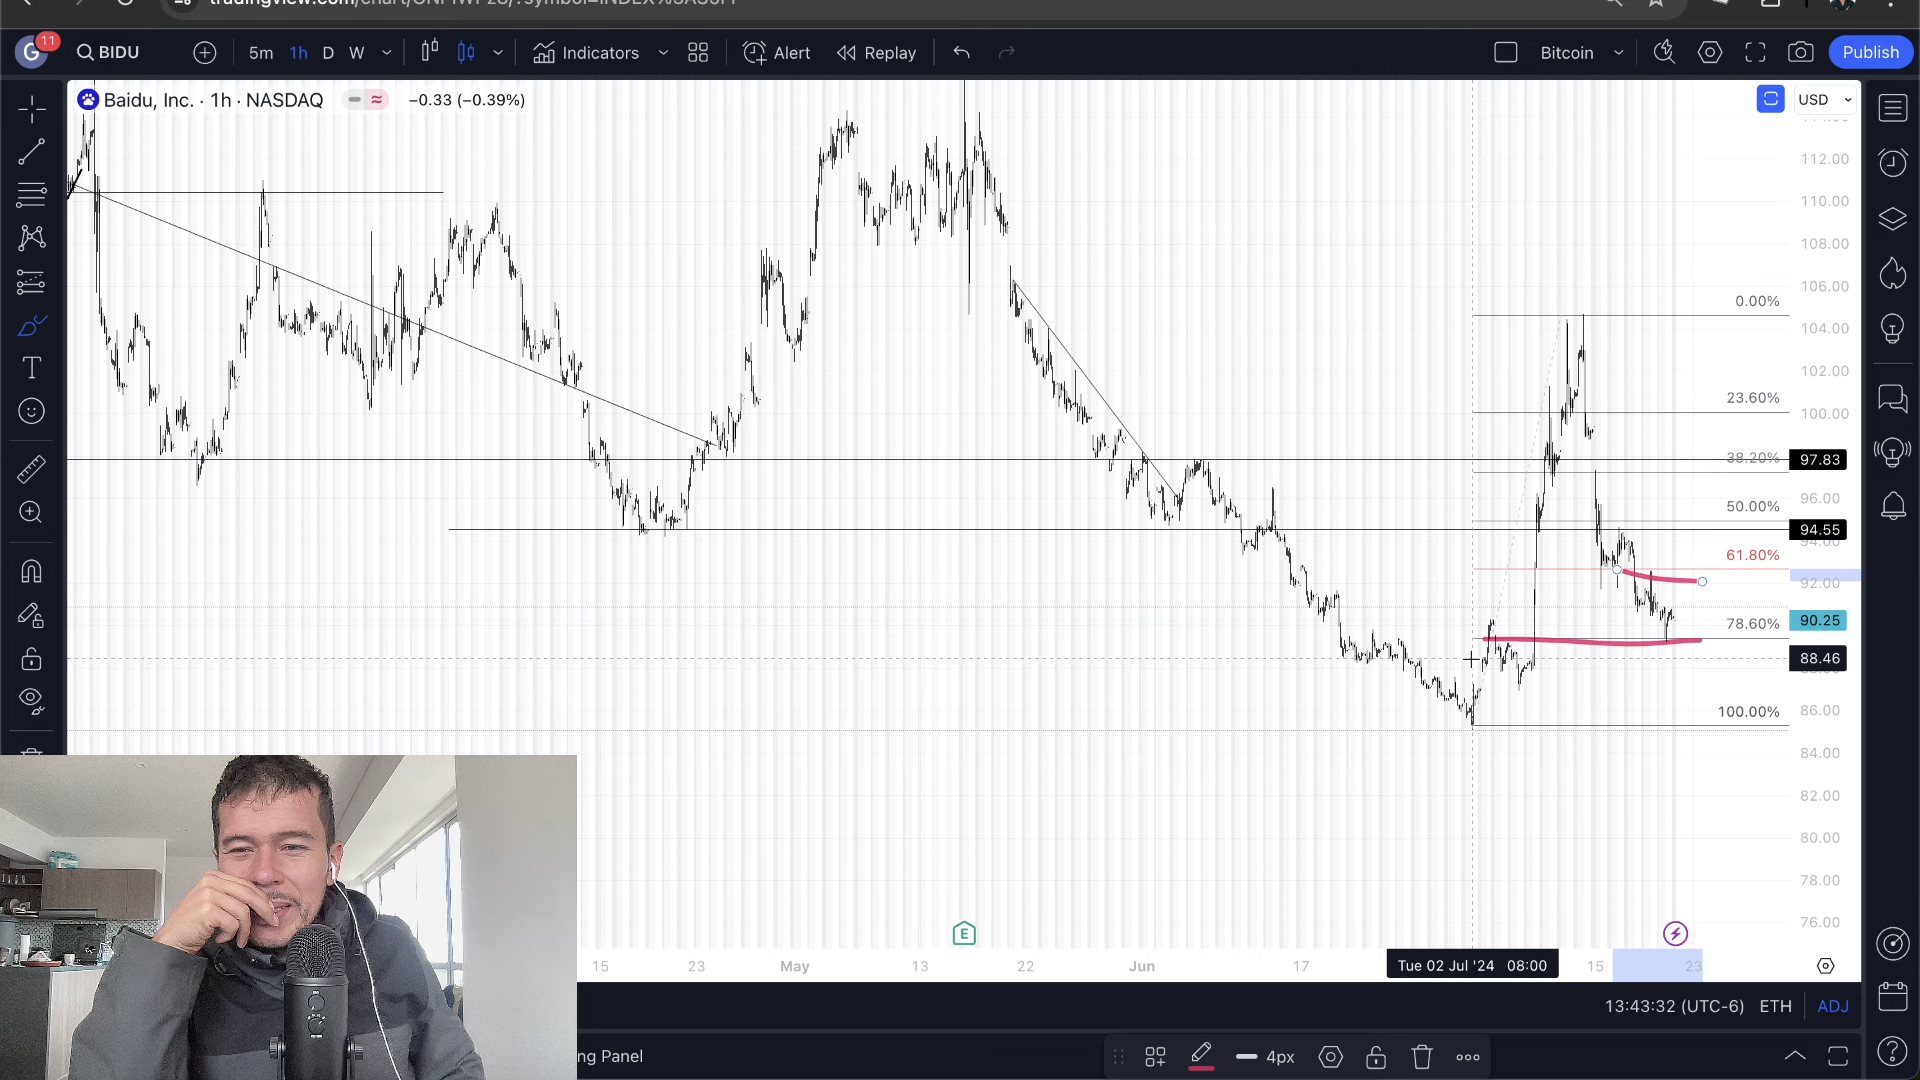 11
G
BIDU
5m 1h D W
Indicators
Alert
Replay
Bitcoin
Publish
Baidu, Inc. · 1h · NASDAQ
−0.33 (−0.39%)
USD
112.00
110.00
108.00
106.00
0.00%
104.00
102.00
23.60%
100.00
38.20%
97.83
96.00
50.00%
94.55
94.00
61.80%
92.00
90.25
78.60%
88.46
86.00
100.00%
84.00
82.00
80.00
78.00
76.00
E
15 23 May 13 22 Jun 17 Tue 02 Jul '24 08:00 15 23
13:43:32 (UTC-6) ETH ADJ
ng Panel
4px